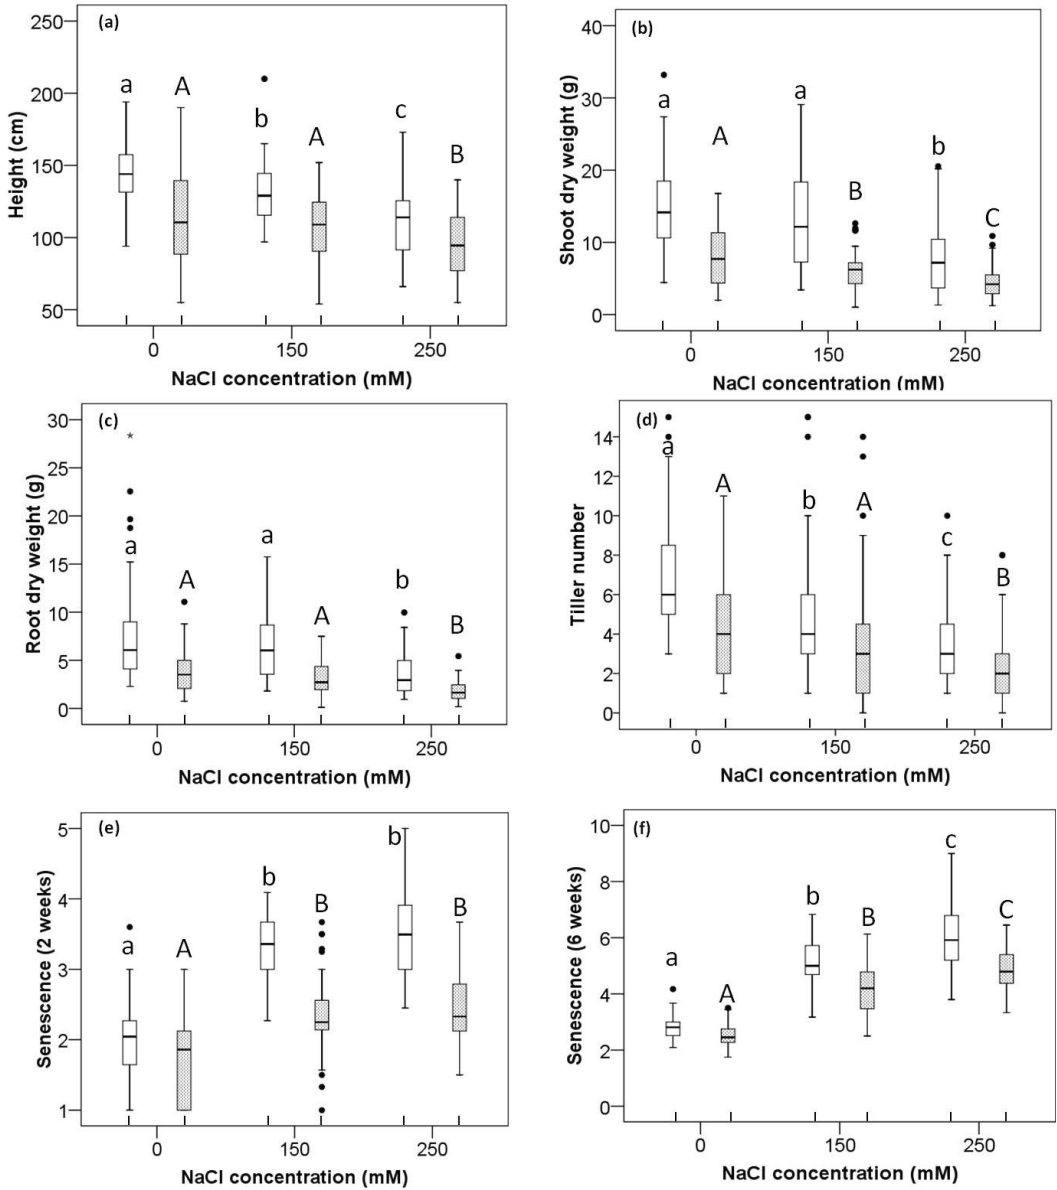 (a)
Height (cm)
250
200
150
100
50
a A b A c B
0 150 250
NaCl concentration (mM)
(b)
Shoot dry weight (g)
40
30
20
10
0
a A a B b C
0 150 250
NaCl concentration (mM)
(c)
Root dry weight (g)
30
25
20
15
10
5
0
*
a A a A b B
0 150 250
NaCl concentration (mM)
(d)
Tiller number
14
12
10
8
6
4
2
0
a A b A c B
0 150 250
NaCl concentration (mM)
(e)
Senescence (2 weeks)
5
4
3
2
1
a A b B b B
0 150 250
NaCl concentration (mM)
(f)
Senescence (6 weeks)
10
8
6
4
2
0
a A b B c C
0 150 250
NaCl concentration (mM)